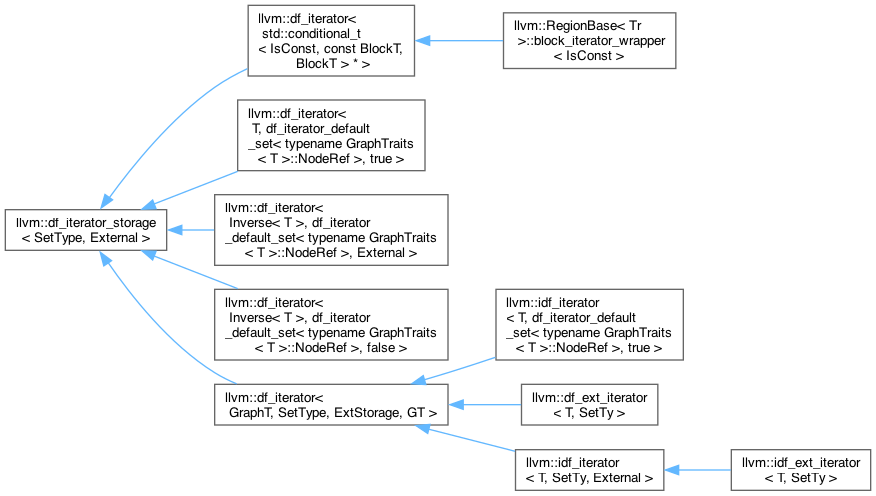 llvm::df_iterator<
std::conditional_t
< IsConst, const BlockT,
BlockT > * >
llvm::RegionBase< Tr
>::block_iterator_wrapper
< IsConst >
llvm::df_iterator<
T, df_iterator_default
_set< typename GraphTraits
< T >::NodeRef >, true >
llvm::df_iterator_storage
< SetType, External >
llvm::df_iterator<
Inverse< T >, df_iterator
_default_set< typename GraphTraits
< T >::NodeRef >, External >
llvm::df_iterator<
Inverse< T >, df_iterator
_default_set< typename GraphTraits
< T >::NodeRef >, false >
llvm::idf_iterator
< T, df_iterator_default
_set< typename GraphTraits
< T >::NodeRef >, true >
llvm::df_iterator<
GraphT, SetType, ExtStorage, GT >
llvm::df_ext_iterator
< T, SetTy >
llvm::idf_iterator
< T, SetTy, External >
llvm::idf_ext_iterator
< T, SetTy >